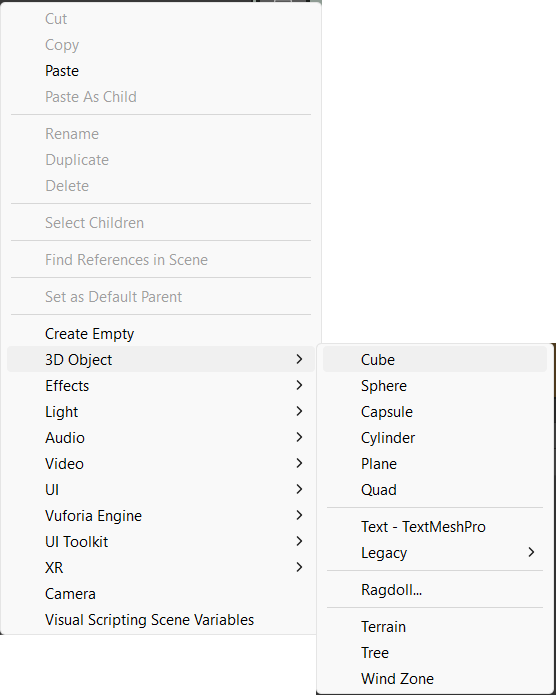 Cut
Copy
Paste
Paste As Child
Rename
Duplicate
Delete
Select Children
Find References in Scene
Set as Default Parent
Create Empty
3D Object
Effects
Light
Audio
Video
UI
Vuforia Engine
UI Toolkit
XR
Camera
Visual Scripting Scene Variables
Cube
Sphere
Capsule
Cylinder
Plane
Quad
Text - TextMeshPro
Legacy
Ragdoll...
Terrain
Tree
Wind Zone